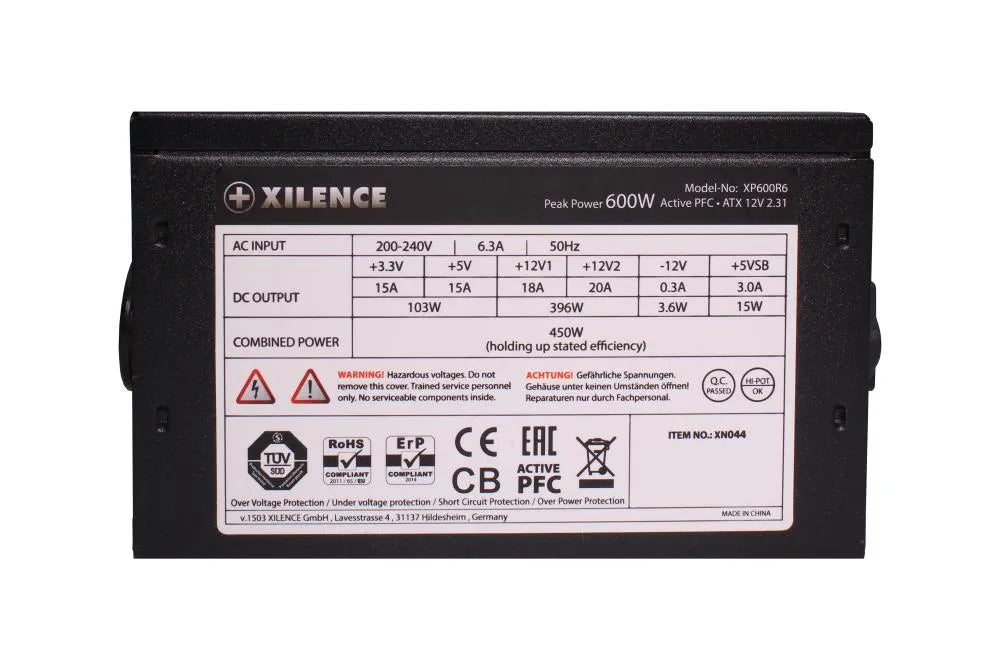 XILENCE
Model-No: XP600R6
Peak Power 600W Active PFC • ATX 12V 2.31
AC INPUT 200-240V | 6.3A | 50Hz
DC OUTPUT
+3.3V +5V +12V1 +12V2 -12V +5VSB
15A 15A 18A 20A 0.3A 3.0A
103W 396W 3.6W 15W
COMBINED POWER
450W
(holding up stated efficiency)
WARNING! Hazardous voltages. Do not
remove this cover. Trained service personnel
only. No serviceable components inside.
ACHTUNG! Gefährliche Spannungen.
Gehäuse unter keinen Umständen öffnen!
Reparaturen nur durch Fachpersonal.
Q.C.
PASSED
HI-POT
OK
TÜV
SÜD
RoHS
COMPLIANT
2011 / 65 / EU
ErP
COMPLIANT
2014
CE
CB
EAC
ACTIVE
PFC
ITEM NO.: XN044
Over Voltage Protection / Under voltage protection / Short Circuit Protection / Over Power Protection
v.1503 XILENCE GmbH , Lavesstrasse 4 , 31137 Hildesheim , Germany
MADE IN CHINA